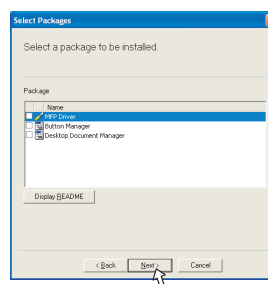 Select Packages
Select a package to be installed.
Package
Name
MFP Driver
Button Manager
Desktop Document Manager
Display README
< Back Next > Cancel